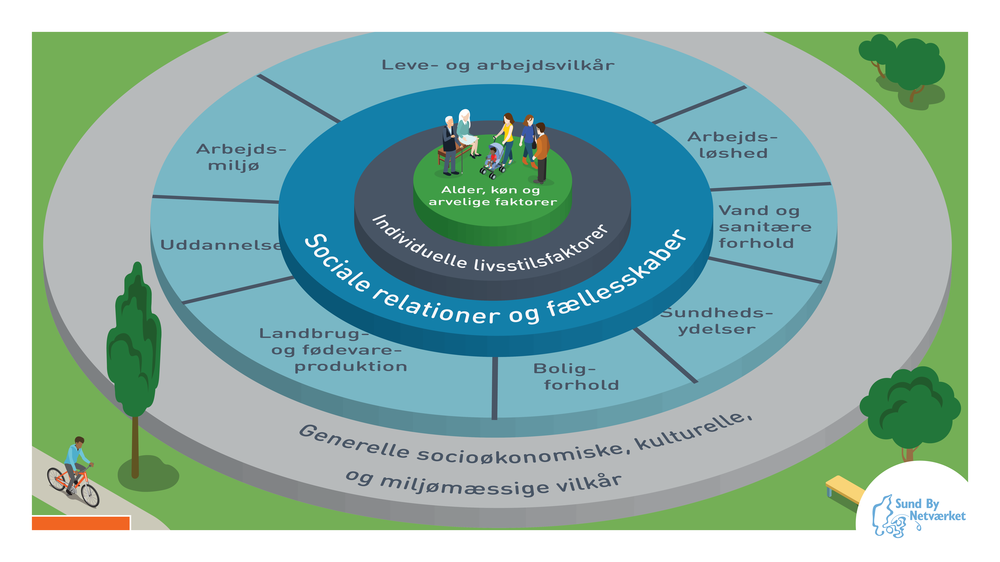 Leve- og arbejdsvilkår
Arbejds-
miljø
Arbejds-
løshed
Uddannelse
Vand og
sanitære
forhold
Landbrug-
og fødevare-
produktion
Bolig-
forhold
Sundheds-
ydelser
Alder, køn og
arvelige faktorer
Individuelle livsstilsfaktorer
Sociale relationer og fællesskaber
Generelle socioøkonomiske, kulturelle,
og miljømæssige vilkår
Sund By
Netværket